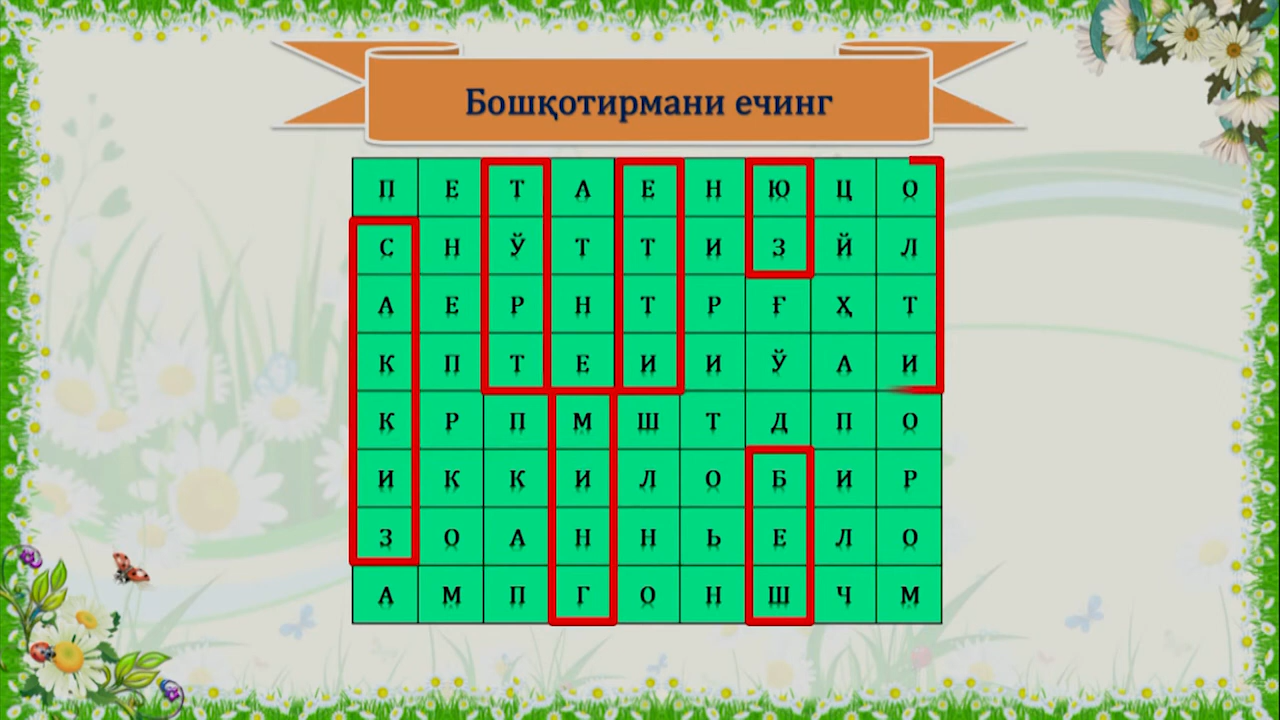 Бошқотирмани ечинг
П Е Т А Е Н Ю Ц О
С Н Ў Т Т И З Й Л
А Е Р Н Т Р Ғ Ҳ Т
К П Т Е И И Ў А И
К Р П М Ш Т Д П О
И К К И Л О Б И Р
З О А Н Н Ь Е Л О
А М П Г О Н Ш Ч М